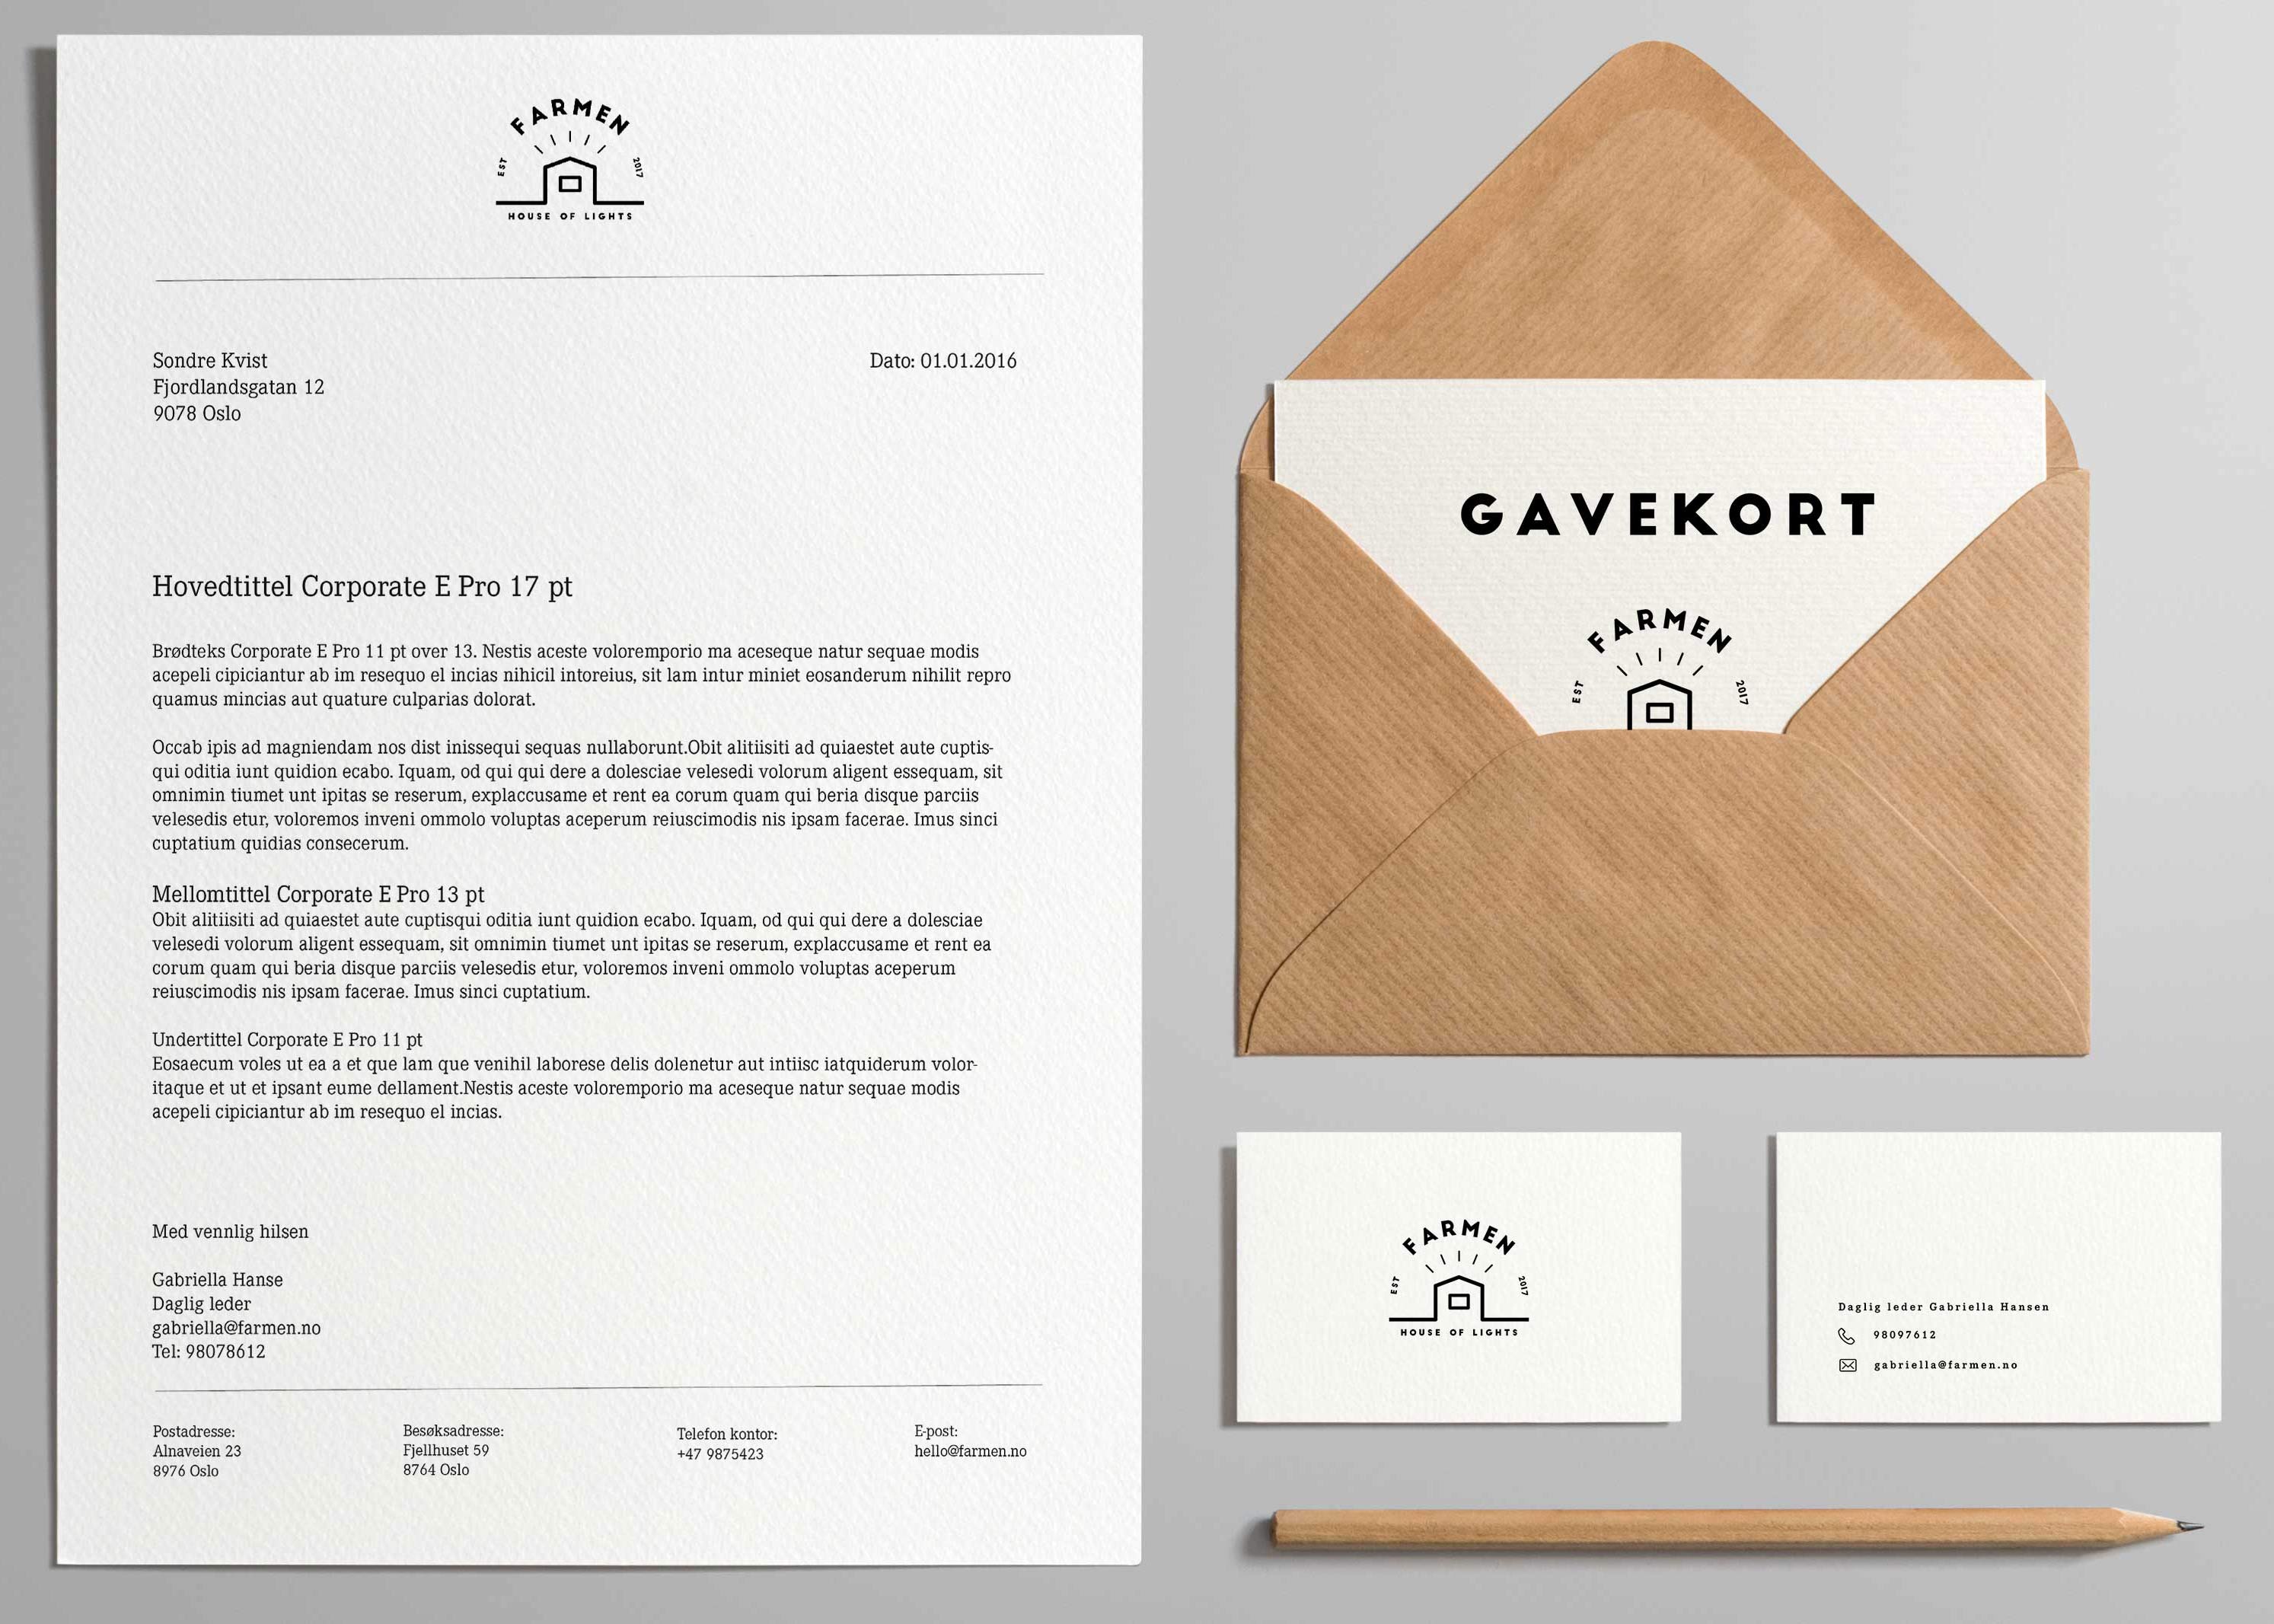 FARMEN
EST 2017
HOUSE OF LIGHTS
Sondre Kvist
Fjordlandsgatan 12
9078 Oslo
Dato: 01.01.2016
Hovedtittel Corporate E Pro 17 pt
Brødteks Corporate E Pro 11 pt over 13. Nestis aceste voloremporio ma aceseque natur sequae modis
acepeli cipiciantur ab im resequo el incias nihicil intoreius, sit lam intur miniet eosanderum nihilit repro
quamus mincias aut quature culparias dolorat.
Occab ipis ad magniendam nos dist inissequi sequas nullaborunt.Obit alitiisiti ad quiaestet aute cuptis-
qui oditia iunt quidion ecabo. Iquam, od qui qui dere a dolesciae velesedi volorum aligent essequam, sit
omnimin tiumet unt ipitas se reserum, explaccusame et rent ea corum quam qui beria disque parciis
velesedis etur, voloremos inveni ommolo voluptas aceperum reiuscimodis nis ipsam facerae. Imus sinci
cuptatium quidias consecerum.
Mellomtittel Corporate E Pro 13 pt
Obit alitiisiti ad quiaestet aute cuptisqui oditia iunt quidion ecabo. Iquam, od qui qui dere a dolesciae
velesedi volorum aligent essequam, sit omnimin tiumet unt ipitas se reserum, explaccusame et rent ea
corum quam qui beria disque parciis velesedis etur, voloremos inveni ommolo voluptas aceperum
reiuscimodis nis ipsam facerae. Imus sinci cuptatium.
Undertittel Corporate E Pro 11 pt
Eosaecum voles ut ea a et que lam que venihil laborese delis dolenetur aut intiisc iatquiderum volor-
itaque et ut et ipsant eume dellament.Nestis aceste voloremporio ma aceseque natur sequae modis
acepeli cipiciantur ab im resequo el incias.
Med vennlig hilsen
Gabriella Hanse
Daglig leder
gabriella@farmen.no
Tel: 98078612
Postadresse:
Alnaveien 23
8976 Oslo
Besøksadresse:
Fjellhuset 59
8764 Oslo
Telefon kontor:
+47 9875423
E-post:
hello@farmen.no
GAVEKORT
FARMEN
EST 2017
FARMEN
EST 2017
HOUSE OF LIGHTS
Daglig leder Gabriella Hansen
98097612
gabriella@farmen.no